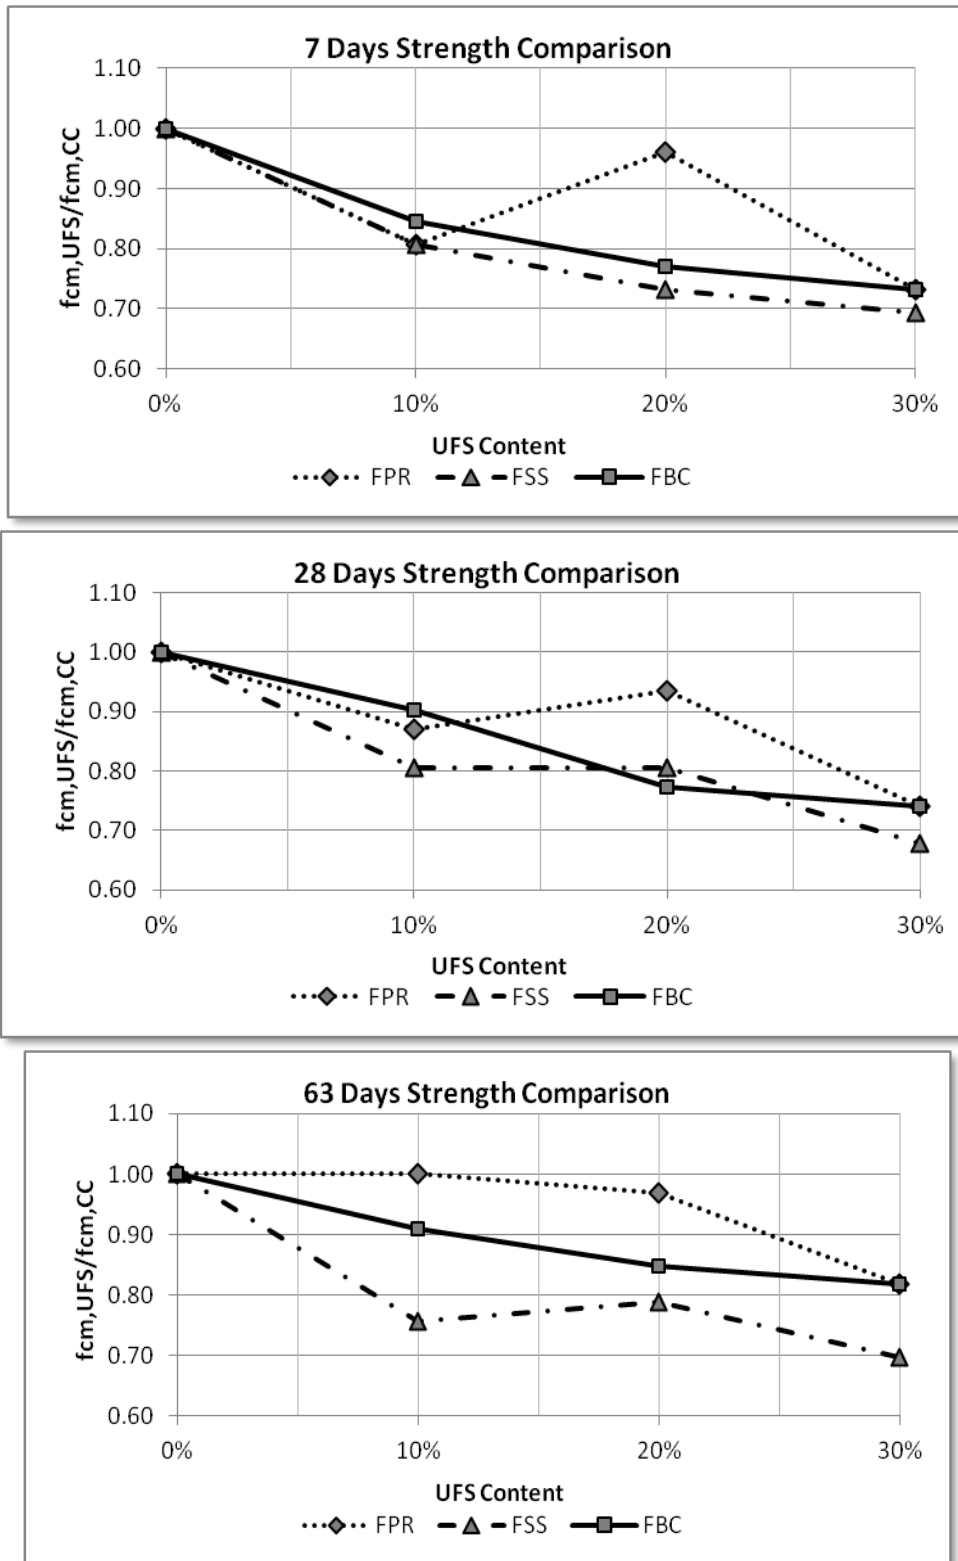 7 Days Strength Comparison
fcm,UFS/fcm,CC
1.10
1.00
0.90
0.80
0.70
0.60
0% 10% 20% 30%
UFS Content
FPR FSS FBC
28 Days Strength Comparison
fcm,UFS/fcm,CC
1.10
1.00
0.90
0.80
0.70
0.60
0% 10% 20% 30%
UFS Content
FPR FSS FBC
63 Days Strength Comparison
fcm,UFS/fcm,CC
1.10
1.00
0.90
0.80
0.70
0.60
0% 10% 20% 30%
UFS Content
FPR FSS FBC